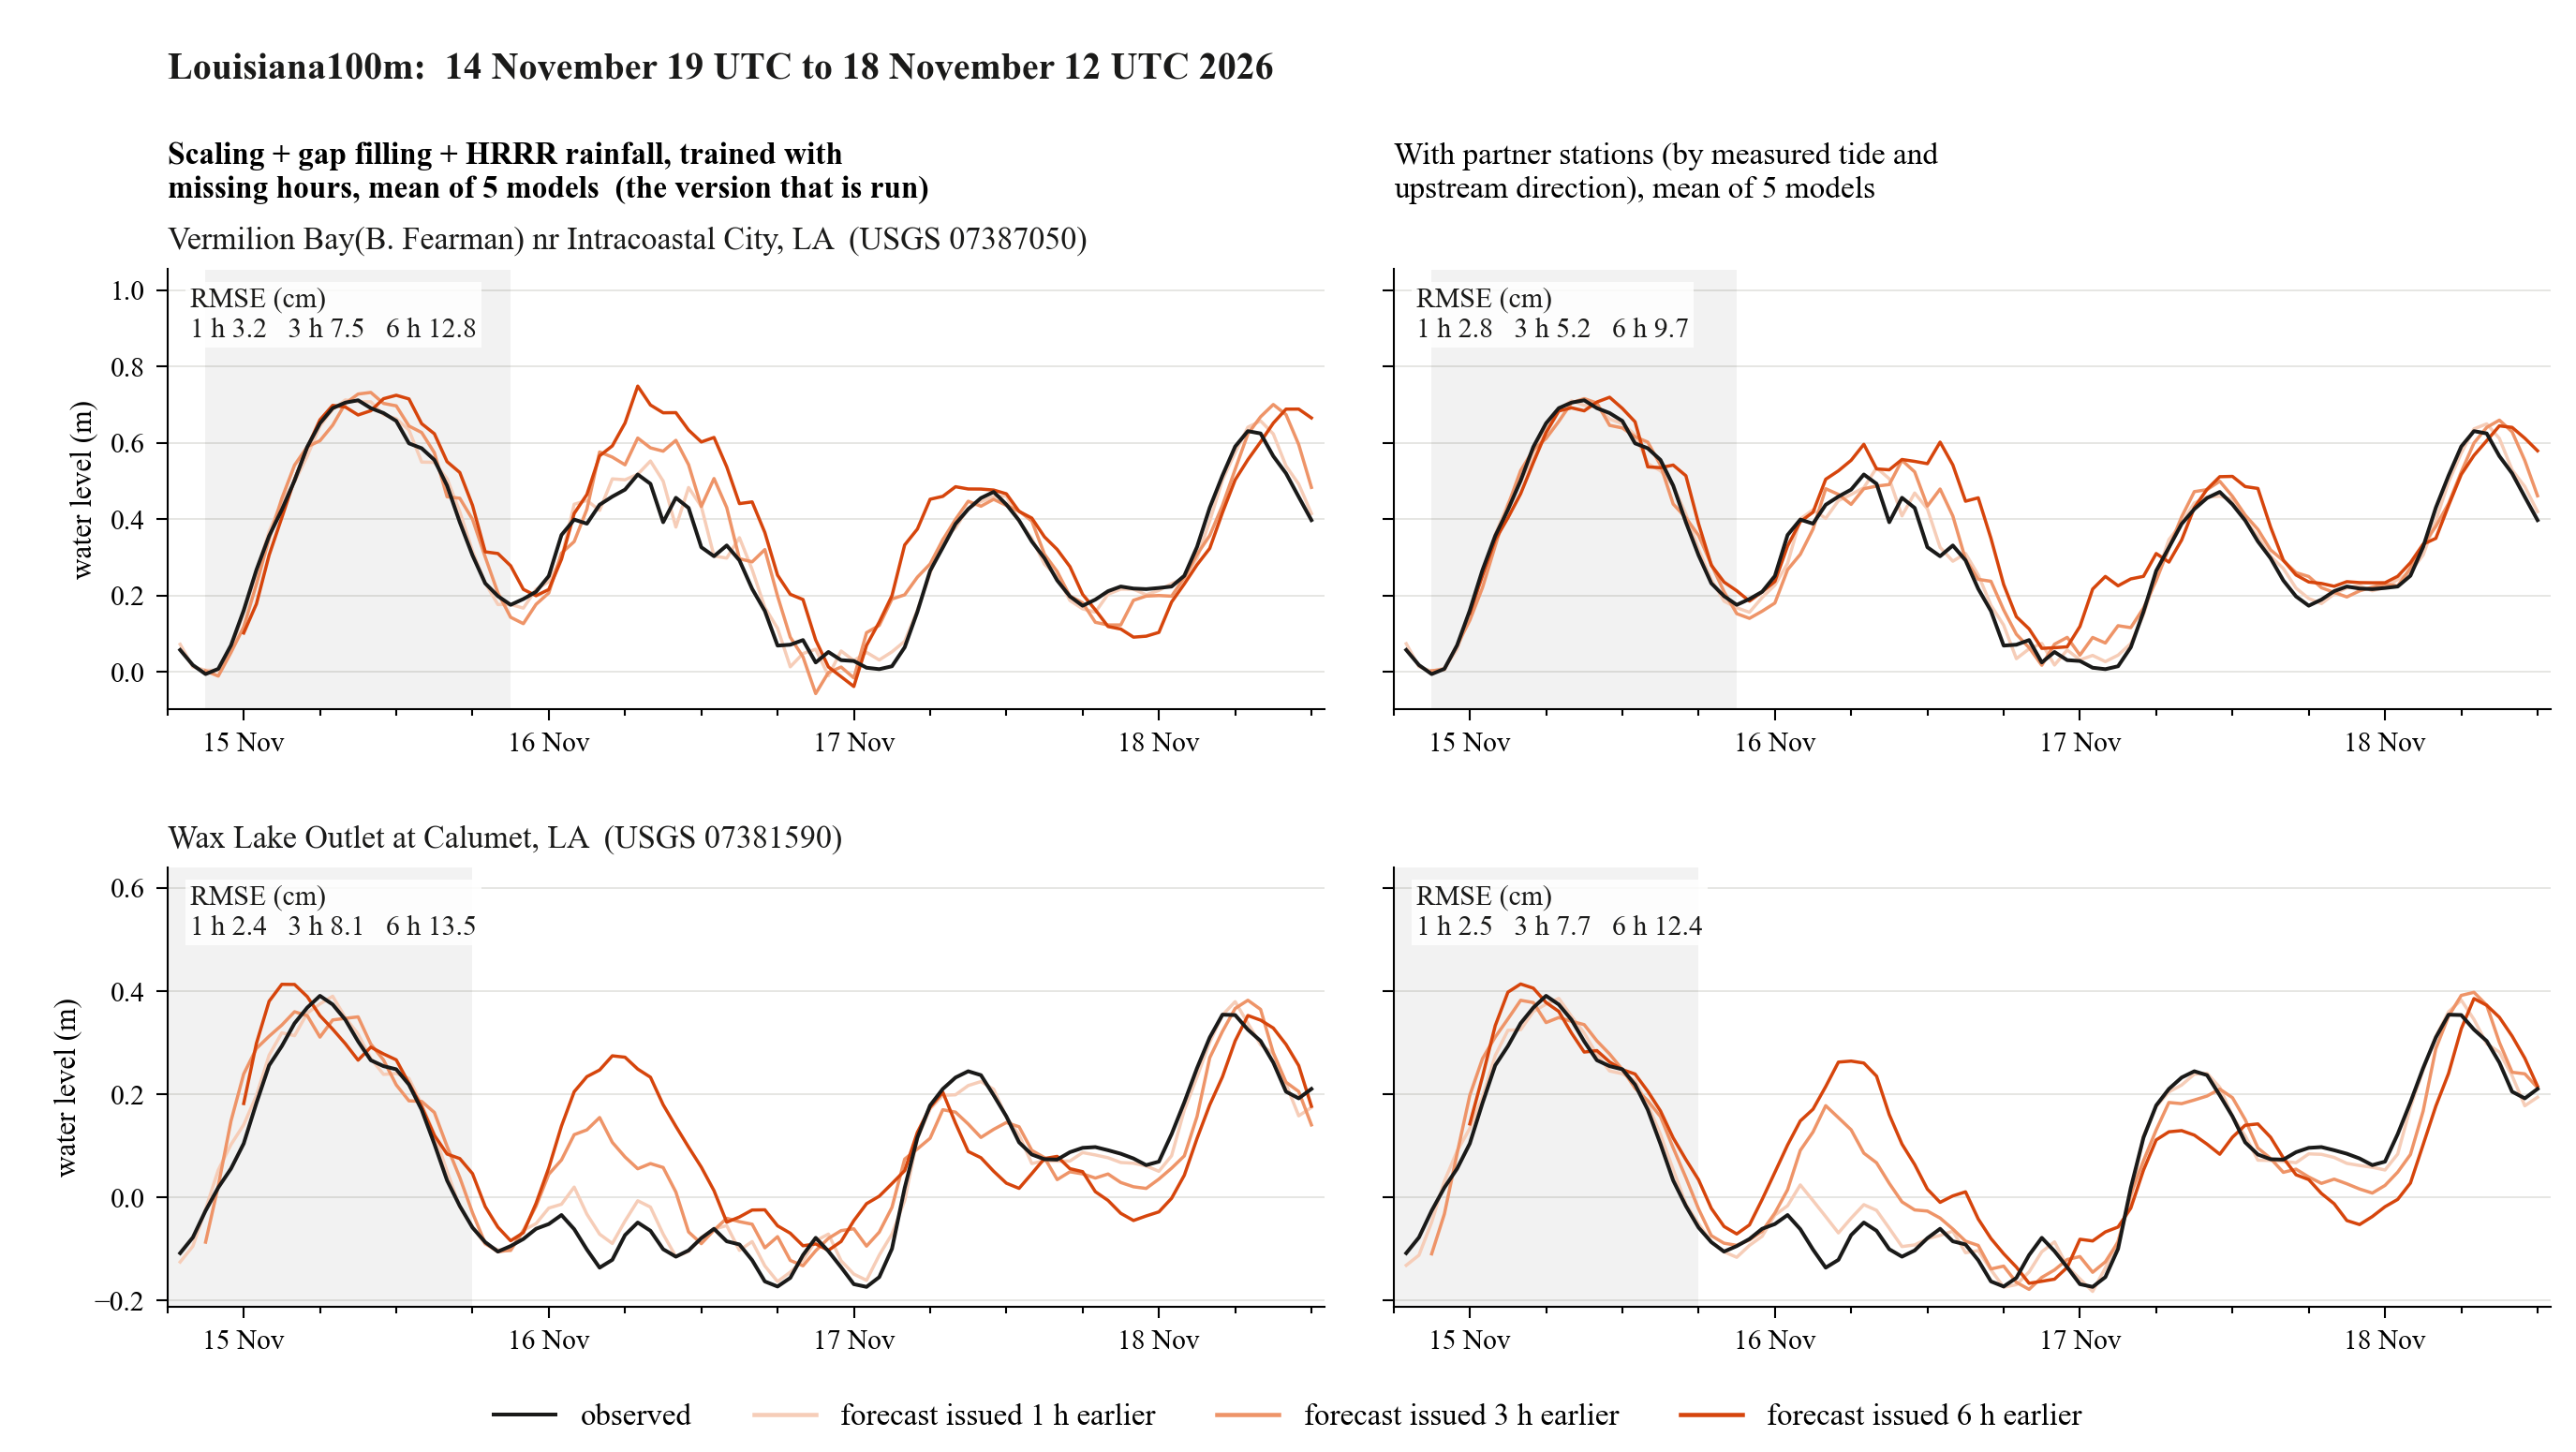 Louisiana100m:  14 November 19 UTC to 18 November 12 UTC 2026
Scaling + gap filling + HRRR rainfall, trained with
missing hours, mean of 5 models  (the version that is run)
With partner stations (by measured tide and
upstream direction), mean of 5 models
Vermilion Bay(B. Fearman) nr Intracoastal City, LA  (USGS 07387050)
RMSE (cm)
1 h 3.2   3 h 7.5   6 h 12.8
RMSE (cm)
1 h 2.8   3 h 5.2   6 h 9.7
water level (m)
1.0
0.8
0.6
0.4
0.2
0.0
15 Nov   16 Nov   17 Nov   18 Nov
15 Nov   16 Nov   17 Nov   18 Nov
Wax Lake Outlet at Calumet, LA  (USGS 07381590)
RMSE (cm)
1 h 2.4   3 h 8.1   6 h 13.5
RMSE (cm)
1 h 2.5   3 h 7.7   6 h 12.4
water level (m)
0.6
0.4
0.2
0.0
−0.2
15 Nov   16 Nov   17 Nov   18 Nov
15 Nov   16 Nov   17 Nov   18 Nov
observed   forecast issued 1 h earlier   forecast issued 3 h earlier   forecast issued 6 h earlier